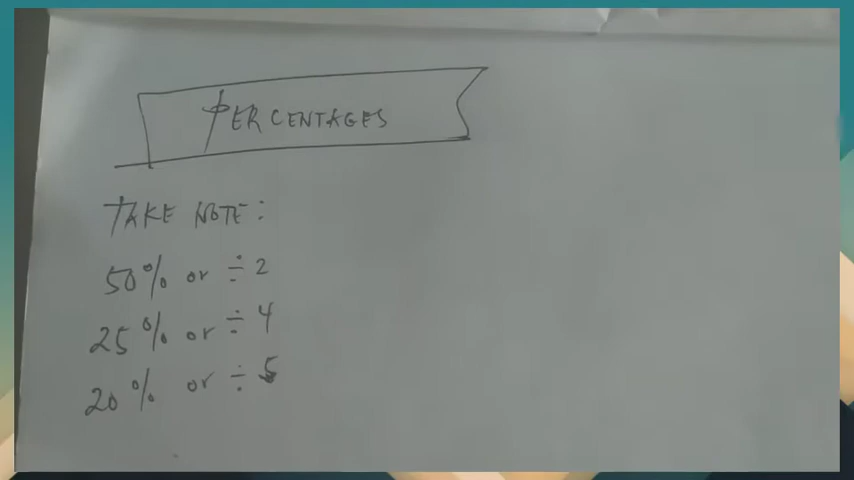 PERCENTAGES
TAKE NOTE:
50% or ÷ 2
25% or ÷ 4
20% or ÷ 5